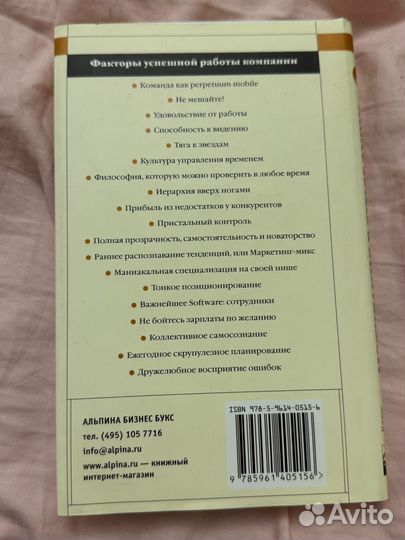 Факторы успешной работы компании
• Команда как perpetuum mobile
• Не мешайте!
• Удовольствие от работы
• Способность к видению
• Тяга к звездам
• Культура управления временем
• Философия, которую можно проверить в любое время
• Иерархия вверх ногами
• Прибыль из недостатков у конкурентов
• Пристальный контроль
• Полная прозрачность, самостоятельность и новаторство
• Раннее распознавание тенденций, или Маркетинг-микс
• Маниакальная специализация на своей нише
• Тонкое позиционирование
• Важнейшее Software: сотрудники
• Не бойтесь зарплаты по желанию
• Коллективное самосознание
• Ежегодное скрупулезное планирование
• Дружелюбное восприятие ошибок
АЛЬПИНА БИЗНЕС БУКС
тел. (495) 105 7716
info@alpina.ru
www.alpina.ru — книжный
интернет-магазин
ISBN 978-5-9614-0515-6
9 785961 405156
Avito